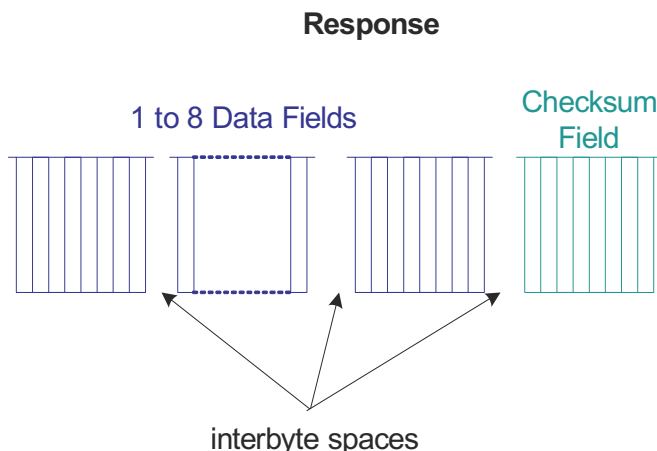 Response
1 to 8 Data Fields
Checksum
Field
interbyte spaces